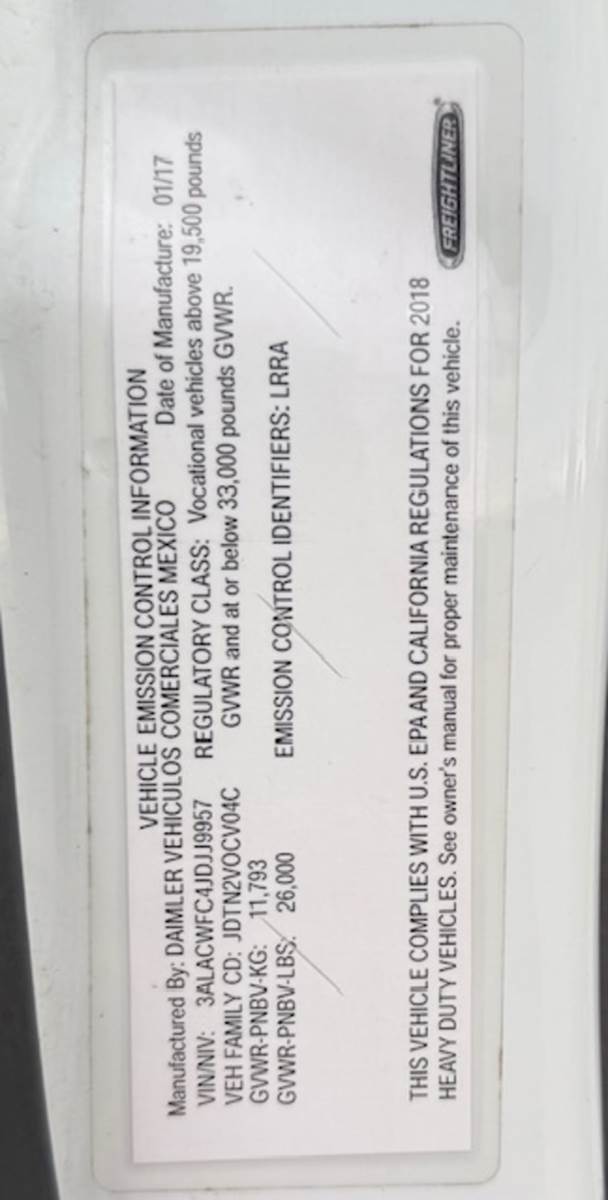 VEHICLE EMISSION CONTROL INFORMATION
Manufactured By: DAIMLER VEHICULOS COMERCIALES MEXICO Date of Manufacture: 01/17
VIN/NIV: 3ALACWFC4JDJJ9957 REGULATORY CLASS: Vocational vehicles above 19,500 pounds
VEH FAMILY CD: JDTN2VOCV04C GVWR and at or below 33,000 pounds GVWR.
GVWR-PNBV-KG: 11,793
GVWR-PNBV-LBS: 26,000 EMISSION CONTROL IDENTIFIERS: LRRA
THIS VEHICLE COMPLIES WITH U.S. EPA AND CALIFORNIA REGULATIONS FOR 2018
HEAVY DUTY VEHICLES. See owner's manual for proper maintenance of this vehicle.
FREIGHTLINER